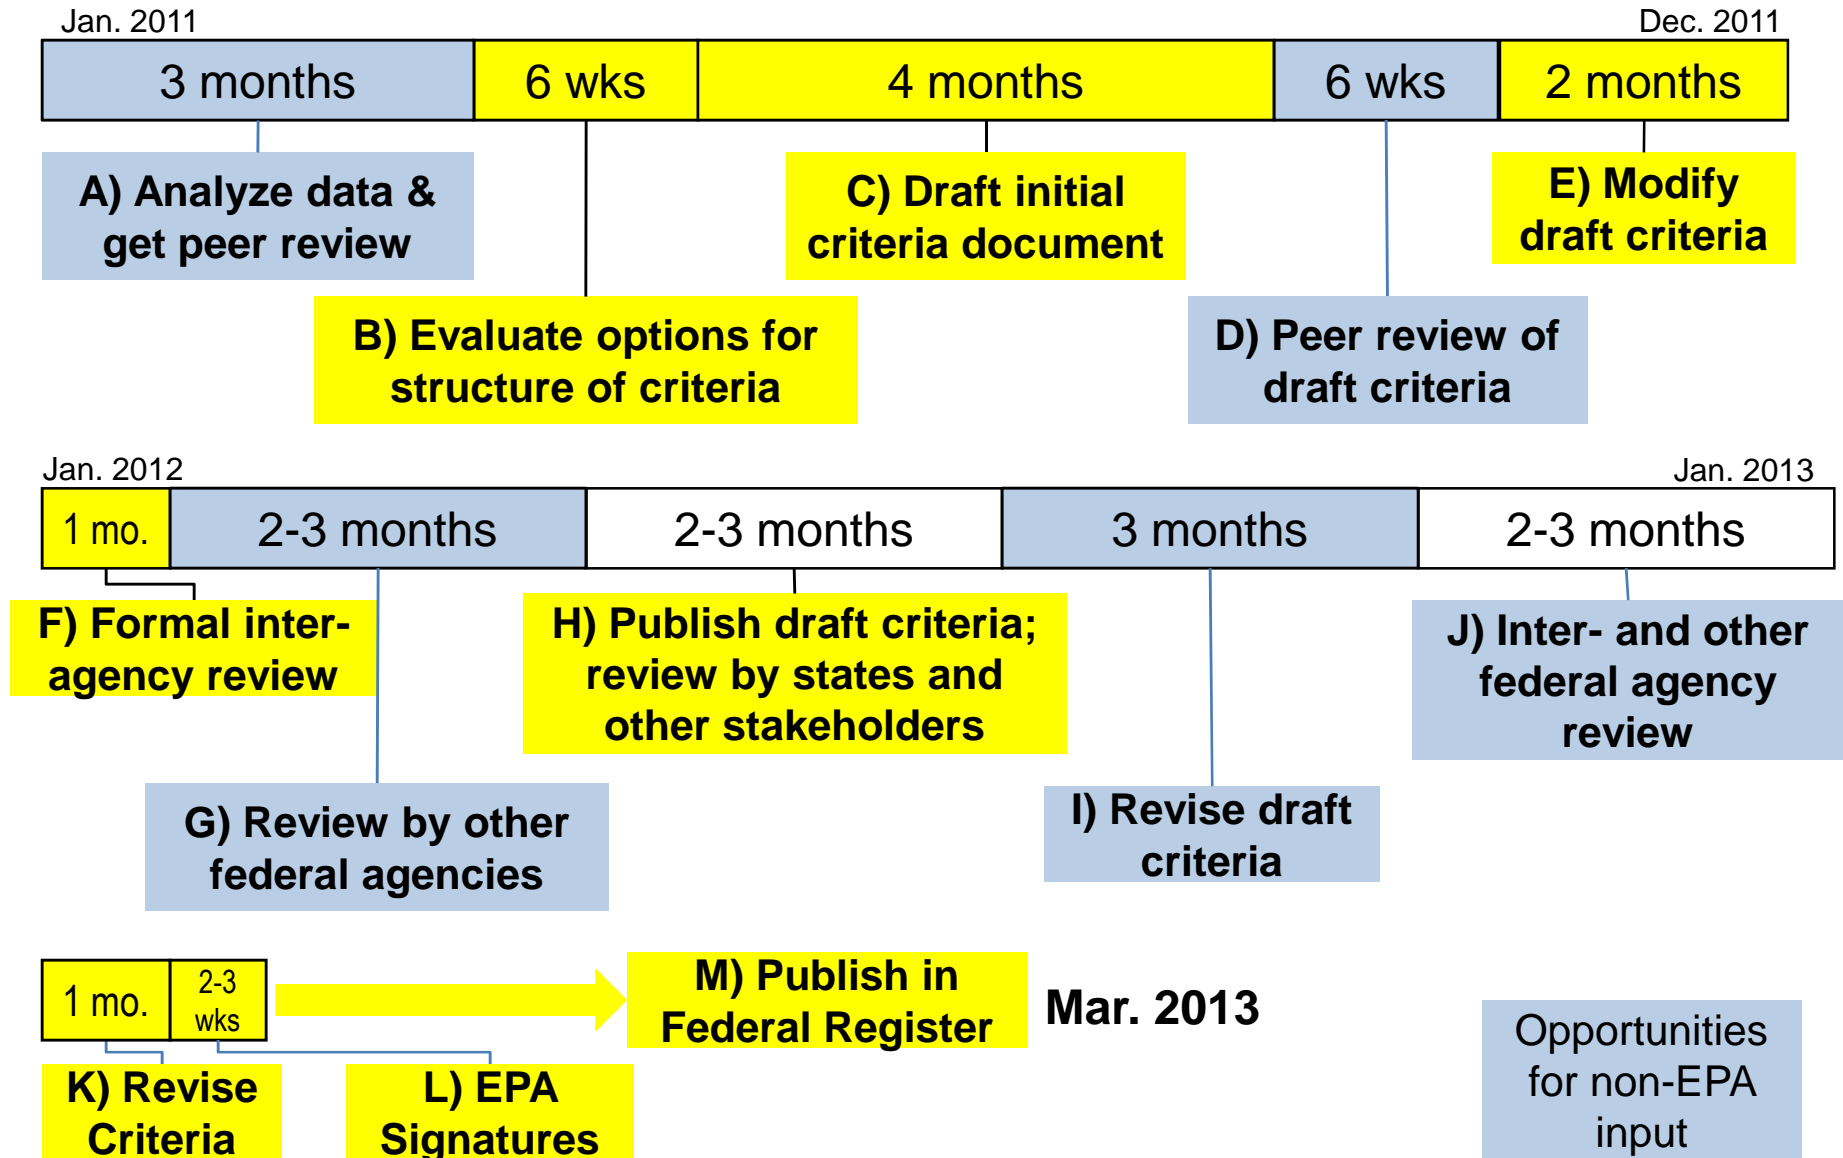 Jan. 2011
Dec. 2011
3 months
6 wks
4 months
6 wks
2 months
A) Analyze data &
get peer review
B) Evaluate options for
structure of criteria
C) Draft initial
criteria document
D) Peer review of
draft criteria
E) Modify
draft criteria
Jan. 2012
Jan. 2013
1 mo.
2-3 months
2-3 months
3 months
2-3 months
F) Formal inter-
agency review
G) Review by other
federal agencies
H) Publish draft criteria;
review by states and
other stakeholders
I) Revise draft
criteria
J) Inter- and other
federal agency
review
1 mo.
2-3
wks
K) Revise
Criteria
L) EPA
Signatures
M) Publish in
Federal Register
Mar. 2013
Opportunities
for non-EPA
input